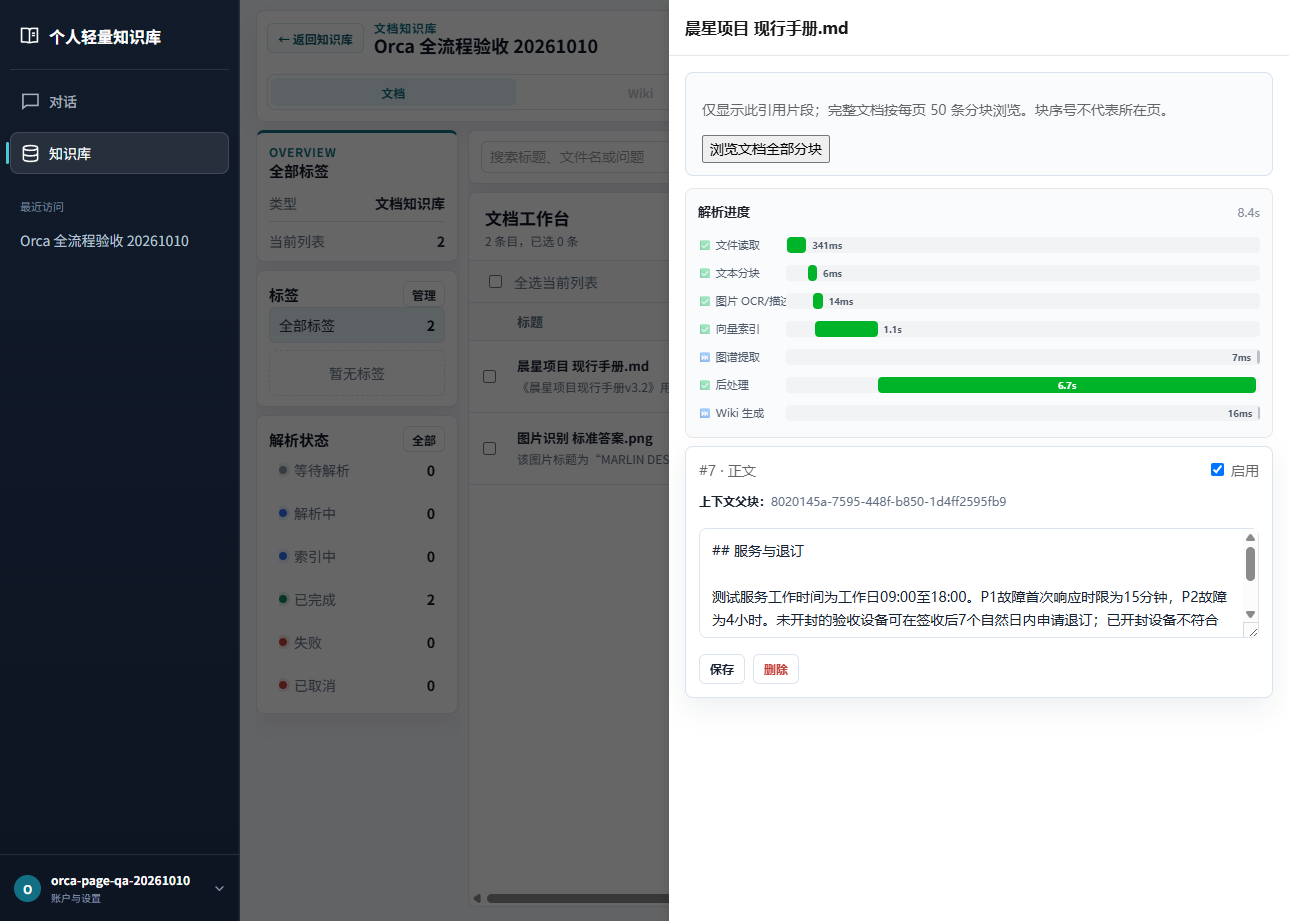 个人轻量知识库
对话
知识库
最近访问
Orca 全流程验收 20261010
orca-page-qa-20261010
账户与设置
O
← 返回知识库
文档知识库
Orca 全流程验收 20261010
文档
Wiki
OVERVIEW
全部标签
类型 文档知识库
当前列表 2
标签 管理
全部标签 2
暂无标签
解析状态 全部
等待解析 0
解析中 0
索引中 0
已完成 2
失败 0
已取消 0
搜索标题、文件名或问题
文档工作台
2 条目，已选 0 条
全选当前列表
标题
晨星项目 现行手册.md
《晨星项目现行手册v3.2》用
图片识别 标准答案.png
该图片标题为“MARLIN DES
晨星项目 现行手册.md
仅显示此引用片段；完整文档按每页 50 条分块浏览。块序号不代表所在页。
浏览文档全部分块
解析进度 8.4s
文件读取 341ms
文本分块 6ms
图片 OCR/描述 14ms
向量索引 1.1s
图谱提取 7ms
后处理 6.7s
Wiki 生成 16ms
#7 · 正文 启用
上下文父块：8020145a-7595-448f-b850-1d4ff2595fb9
## 服务与退订
测试服务工作时间为工作日09:00至18:00。P1故障首次响应时限为15分钟，P2故障
为4小时。未开封的验收设备可在签收后7个自然日内申请退订；已开封设备不符合
保存 删除